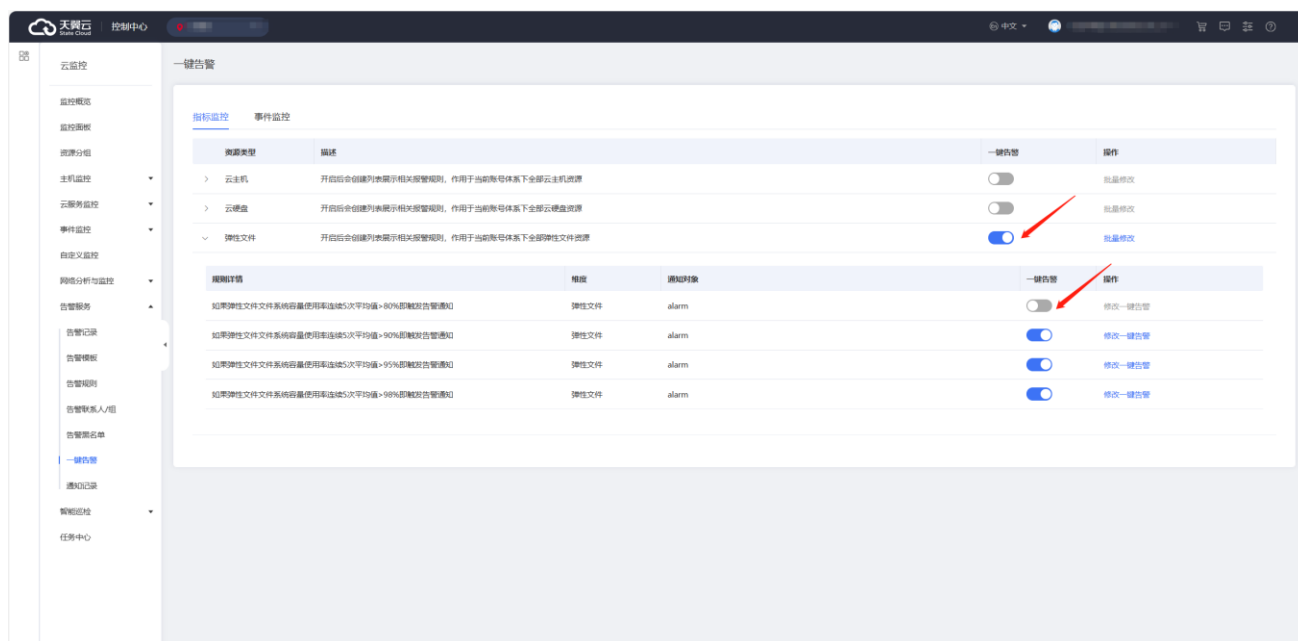 天翼云 State Cloud 控制中心 中文
云监控 一键告警
监控概览
监控面板
资源分组
主机监控
云服务监控
事件监控
自定义监控
网络分析与监控
告警服务
告警记录
告警模板
告警规则
告警联系人/组
告警黑名单
一键告警
通知记录
智能巡检
任务中心
指标监控 事件监控
资源类型 描述 一键告警 操作
云主机 开启后会创建列表展示相关报警规则，作用于当前账号体系下全部云主机资源 批量修改
云硬盘 开启后会创建列表展示相关报警规则，作用于当前账号体系下全部云硬盘资源 批量修改
弹性文件 开启后会创建列表展示相关报警规则，作用于当前账号体系下全部弹性文件资源 批量修改
规则详情 维度 通知对象 一键告警 操作
如果弹性文件文件系统容量使用率连续5次平均值>80%即触发告警通知 弹性文件 alarm 修改一键告警
如果弹性文件文件系统容量使用率连续5次平均值>90%即触发告警通知 弹性文件 alarm 修改一键告警
如果弹性文件文件系统容量使用率连续5次平均值>95%即触发告警通知 弹性文件 alarm 修改一键告警
如果弹性文件文件系统容量使用率连续5次平均值>98%即触发告警通知 弹性文件 alarm 修改一键告警